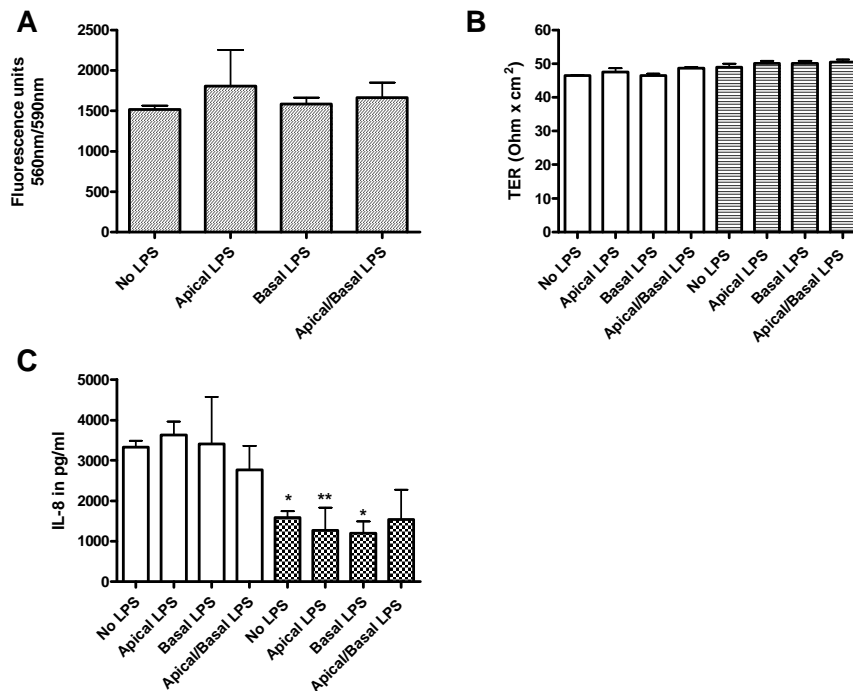 A
Fluorescence units
560nm/590nm
2500
2000
1500
1000
500
0
No LPS
Apical LPS
Basal LPS
Apical/Basal LPS
B
TER (Ohm x cm²)
60
50
40
30
20
10
0
No LPS
Apical LPS
Basal LPS
Apical/Basal LPS
No LPS
Apical LPS
Basal LPS
Apical/Basal LPS
C
IL-8 in pg/ml
5000
4000
3000
2000
1000
0
*
**
*
No LPS
Apical LPS
Basal LPS
Apical/Basal LPS
No LPS
Apical LPS
Basal LPS
Apical/Basal LPS